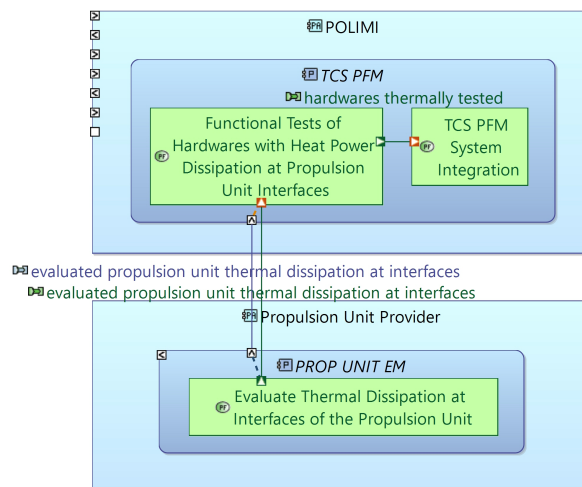 POLIMI
TCS PFM
hardwares thermally tested
Functional Tests of
Hardwares with Heat Power
Dissipation at Propulsion
Unit Interfaces
TCS PFM
System
Integration
evaluated propulsion unit thermal dissipation at interfaces
evaluated propulsion unit thermal dissipation at interfaces
Propulsion Unit Provider
PROP UNIT EM
Evaluate Thermal Dissipation at
Interfaces of the Propulsion Unit